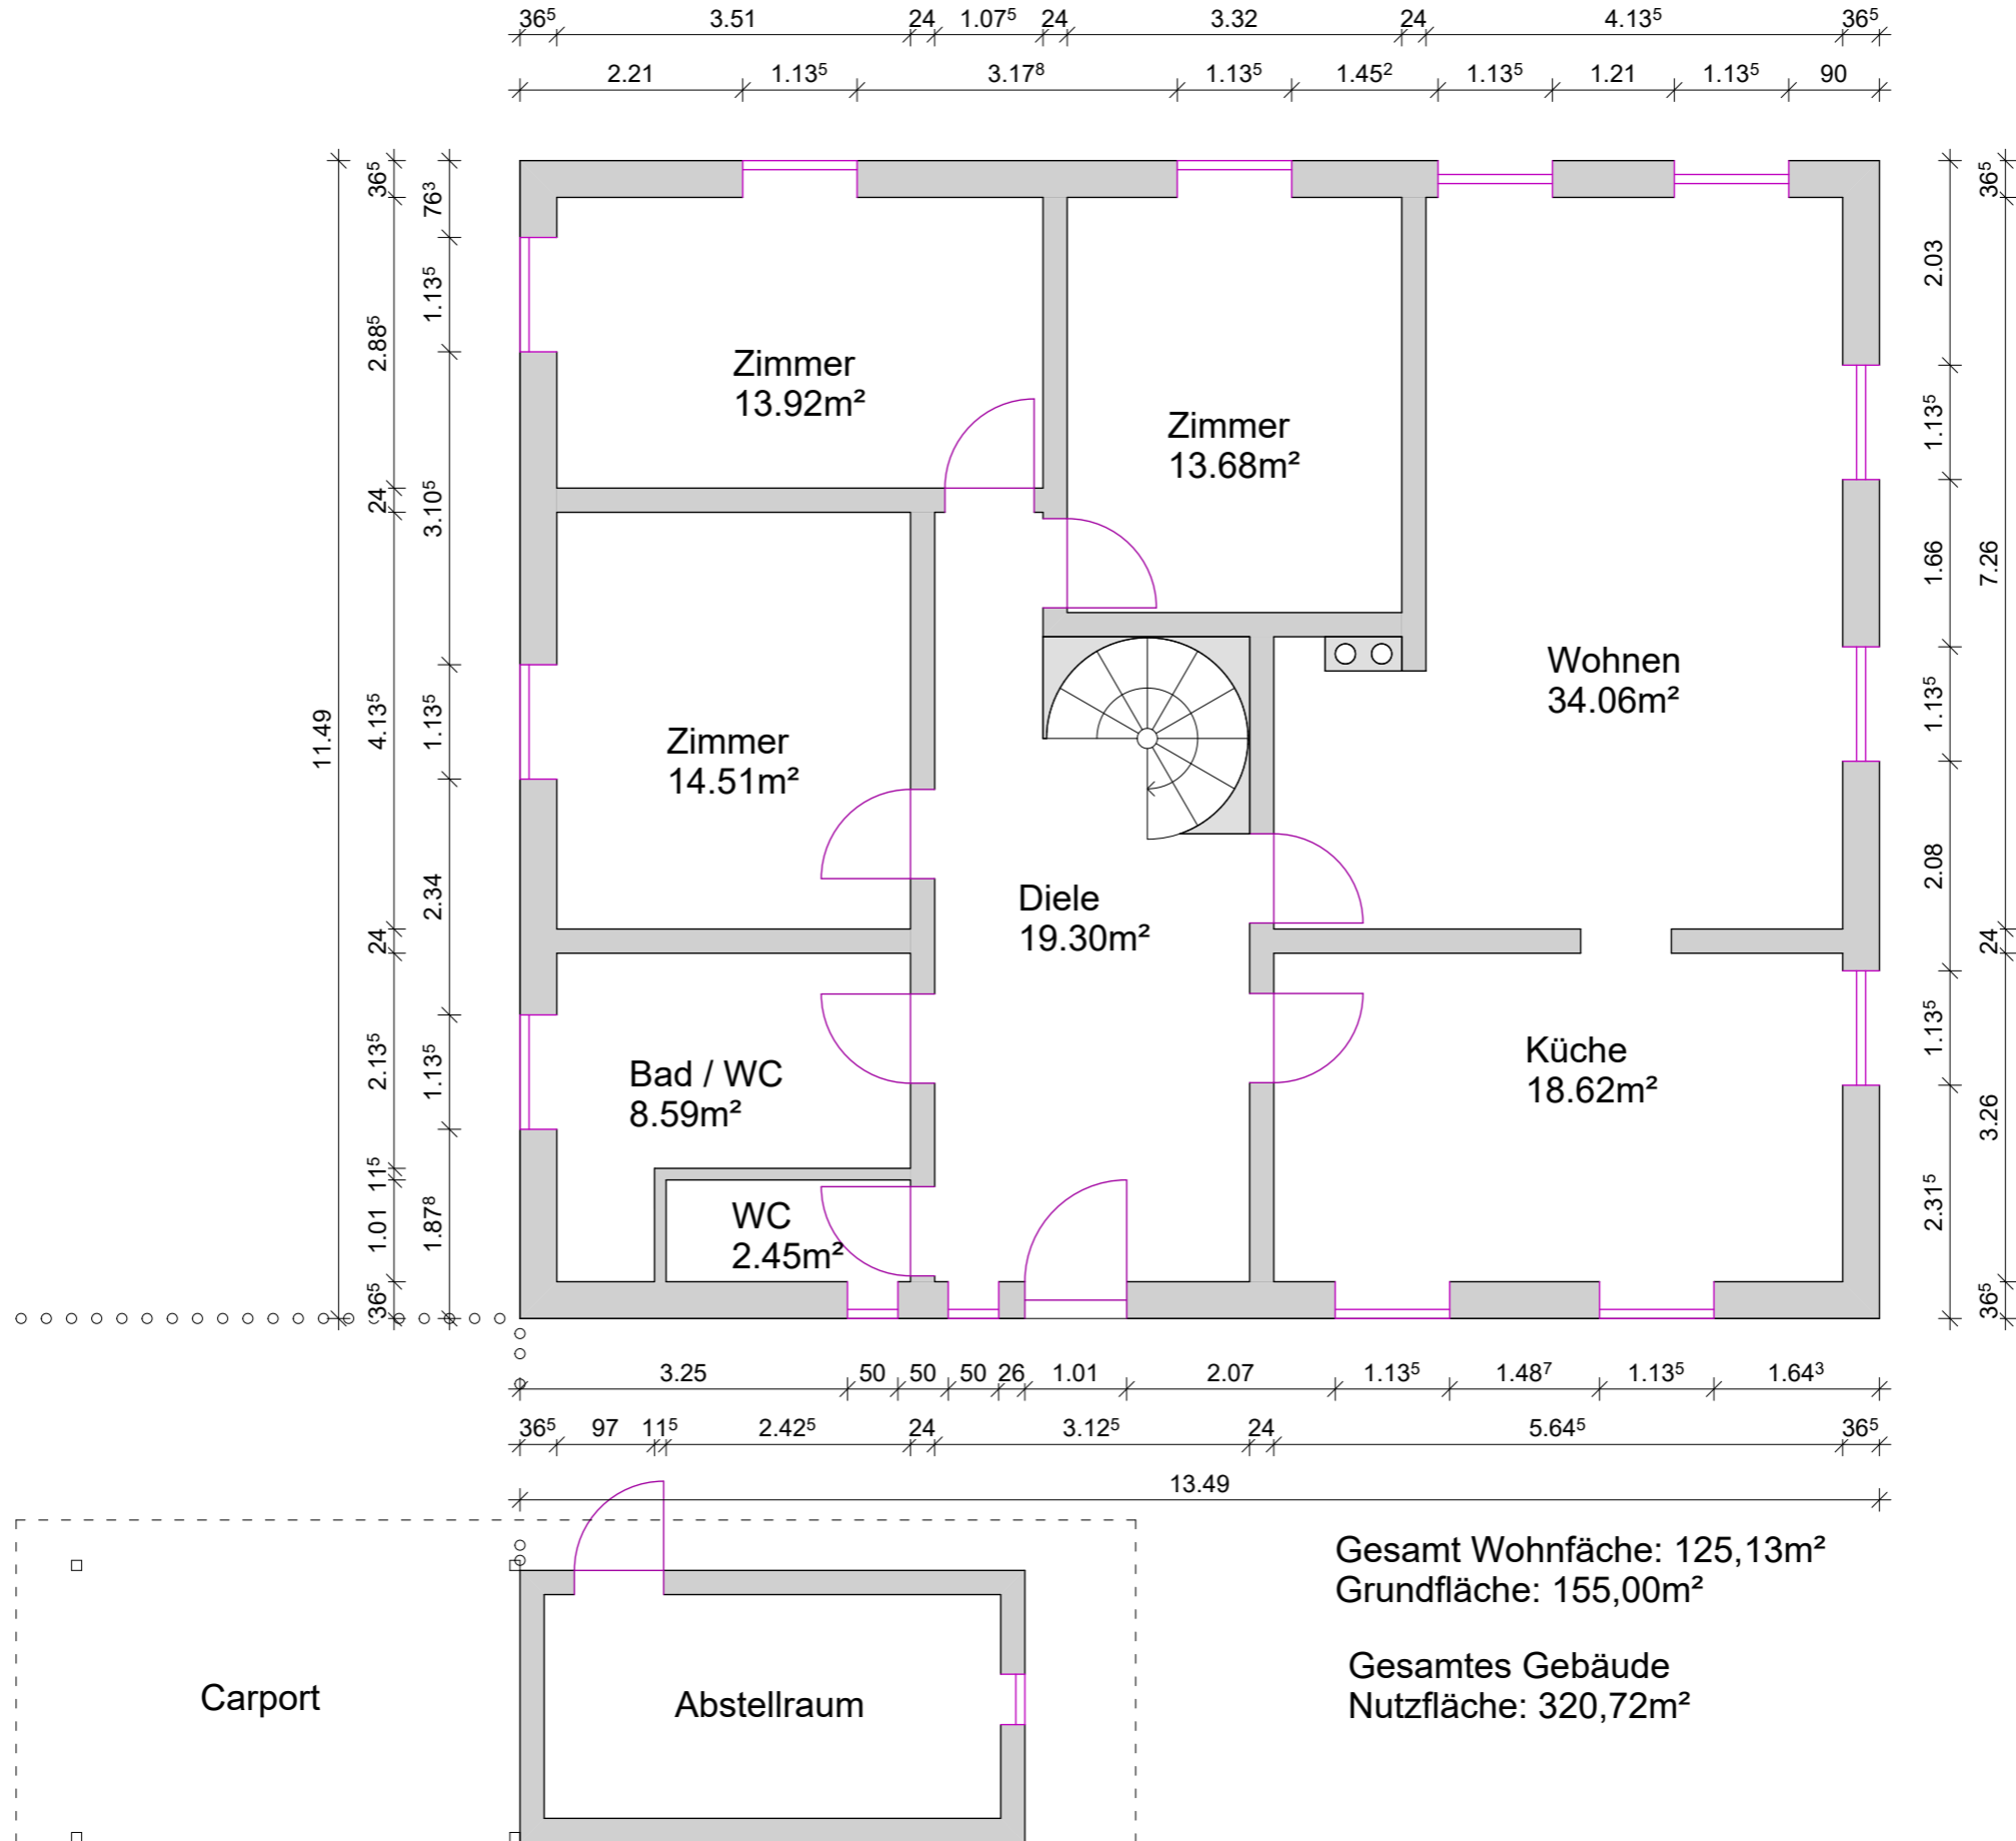 36⁵ 3.51 24 1.07⁵ 24 3.32 24 4.13⁵ 36⁵
2.21 1.13⁵ 3.17⁸ 1.13⁵ 1.45² 1.13⁵ 1.21 1.13⁵ 90
11.49
36⁵ 2.88⁵ 24 4.13⁵ 24 2.13⁵ 11⁵ 1.01 36⁵
76³ 1.13⁵ 3.10⁵ 1.13⁵ 2.34 1.13⁵ 1.87⁸
Zimmer
13.92m²
Zimmer
13.68m²
Wohnen
34.06m²
Zimmer
14.51m²
Diele
19.30m²
Bad / WC
8.59m²
Küche
18.62m²
WC
2.45m²
2.03 1.13⁵ 1.66 1.13⁵ 2.08 1.13⁵ 2.31⁵
36⁵ 7.26 24 3.26 36⁵
3.25 50 50 50 26 1.01 2.07 1.13⁵ 1.48⁷ 1.13⁵ 1.64³
36⁵ 97 11⁵ 2.42⁵ 24 3.12⁵ 24 5.64⁵ 36⁵
13.49
Gesamt Wohnfäche: 125,13m²
Grundfläche: 155,00m²
Gesamtes Gebäude
Nutzfläche: 320,72m²
Carport
Abstellraum